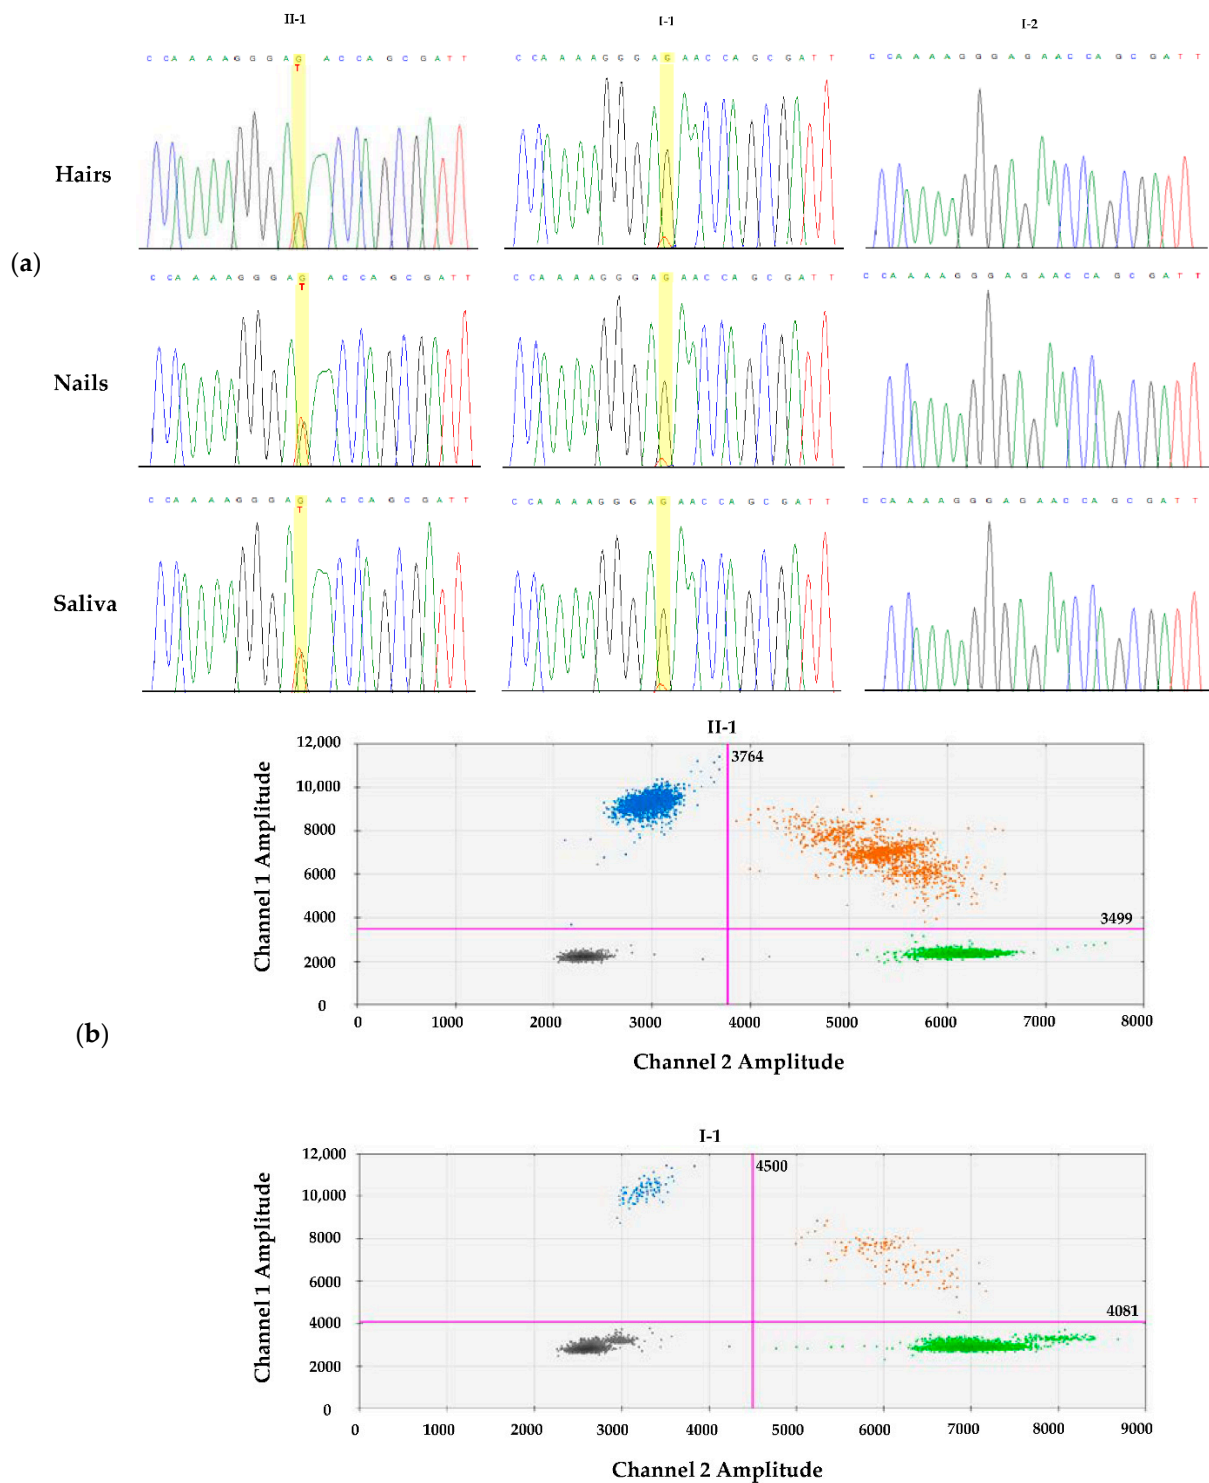 II-1 I-1 I-2
C C A A A A G G G A G A C C A G C G A T T C C A A A A G G G A G A A C C A G C G A T T C C A A A A G G G A G A A C C A G C G A T T
T
Hairs
(a)
C C A A A A G G G A G A C C A G C G A T T C C A A A A G G G A G A A C C A G C G A T T C C A A A A G G G A G A A C C A G C G A T T
T
Nails
C C A A A A G G G A G A C C A G C G A T T C C A A A A G G G A G A A C C A G C G A T T C C A A A A G G G A G A A C C A G C G A T T
T
Saliva
II-1
12,000
3764
10,000
8000
6000
4000
3499
2000
0
Channel 1 Amplitude
0 1000 2000 3000 4000 5000 6000 7000 8000
(b)
Channel 2 Amplitude
I-1
12,000
4500
10,000
8000
6000
4000
4081
2000
0
Channel 1 Amplitude
0 1000 2000 3000 4000 5000 6000 7000 8000 9000
Channel 2 Amplitude